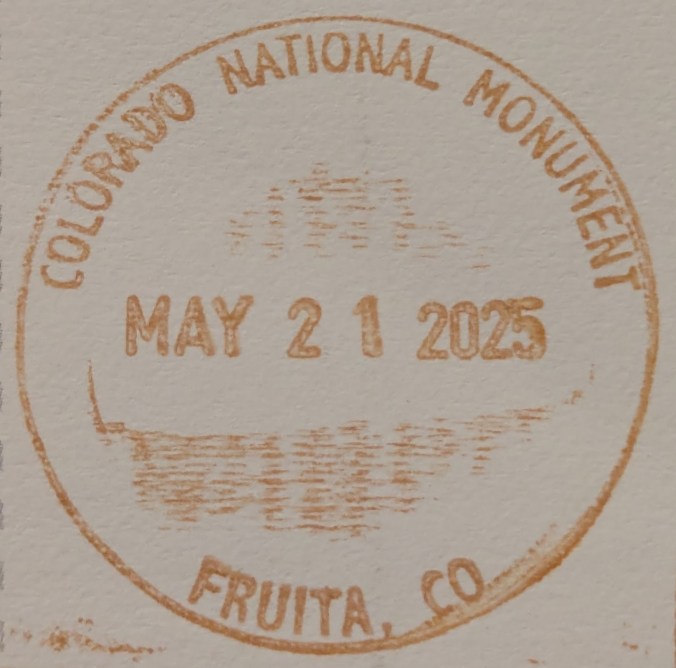 COLORADO NATIONAL MONUMENT
MAY 21 2025
FRUITA, CO